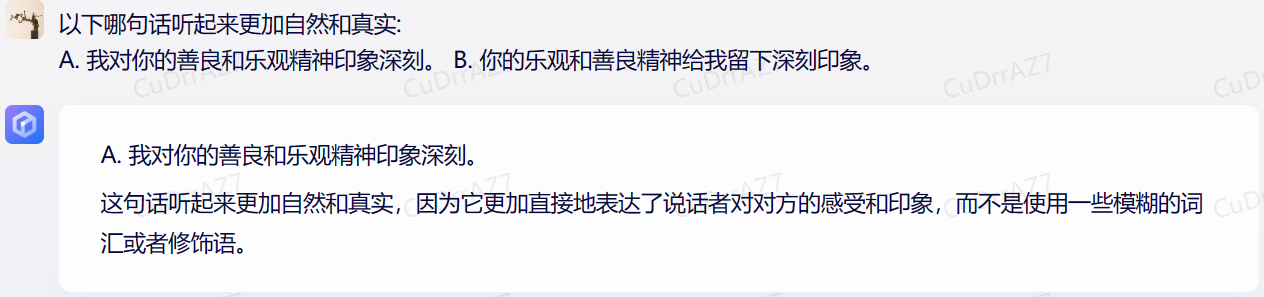 以下哪句话听起来更加自然和真实:
A. 我对你的善良和乐观精神印象深刻。 B. 你的乐观和善良精神给我留下深刻印象。
A. 我对你的善良和乐观精神印象深刻。
这句话听起来更加自然和真实，因为它更加直接地表达了说话者对对方的感受和印象，而不是使用一些模糊的词
汇或者修饰语。
CuDrrAZ7